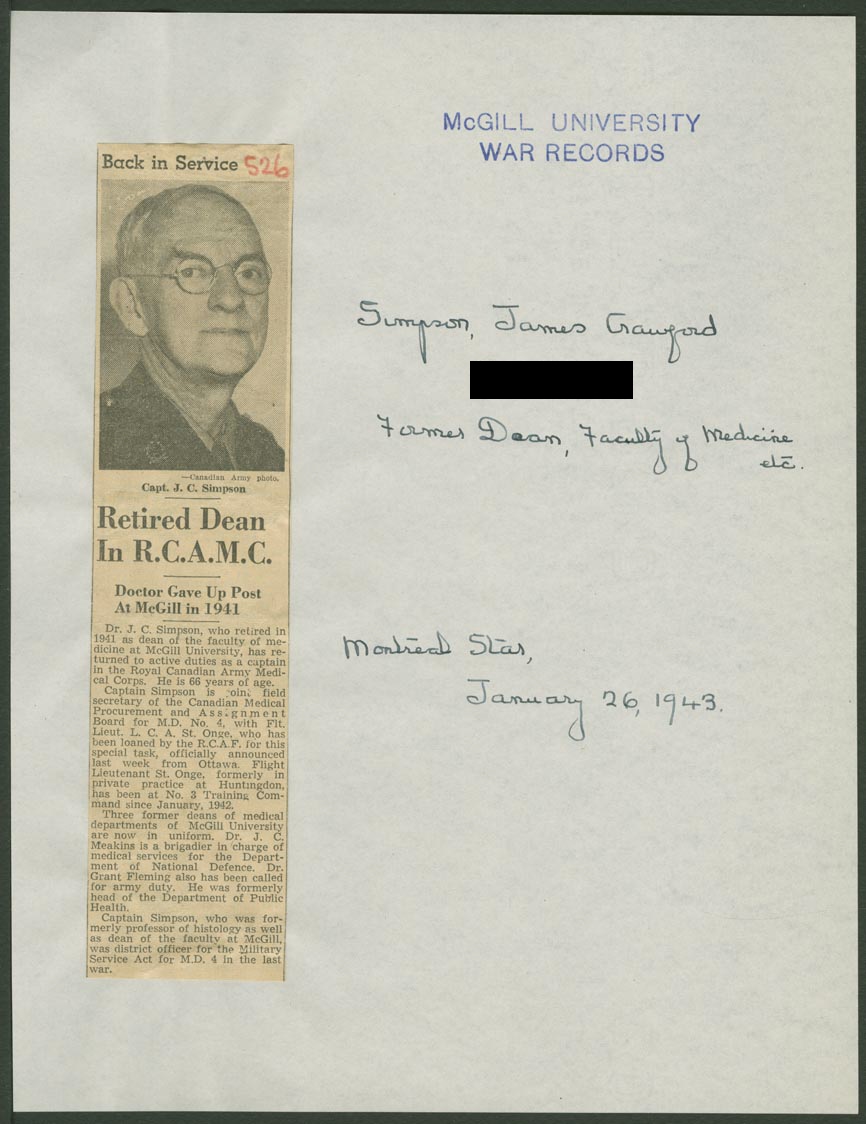 McGILL UNIVERSITY
WAR RECORDS
Back in Service 526
—Canadian Army photo.
Capt. J. C. Simpson
Retired Dean
In R.C.A.M.C.
Doctor Gave Up Post
At McGill in 1941
Dr. J. C. Simpson, who retired in
1941 as dean of the faculty of me-
dicine at McGill University, has re-
turned to active duties as a captain
in the Royal Canadian Army Medi-
cal Corps. He is 66 years of age.
Captain Simpson is joint field
secretary of the Canadian Medical
Procurement and Assignment
Board for M.D. No. 4, with Flt.
Lieut. L. C. A. St. Onge, who has
been loaned by the R.C.A.F. for this
special task, officially announced
last week from Ottawa. Flight
Lieutenant St. Onge, formerly in
private practice at Huntingdon,
has been at No. 3 Training Com-
mand since January, 1942.
Three former deans of medical
departments of McGill University
are now in uniform. Dr. J. C.
Meakins is a brigadier in charge of
medical services for the Depart-
ment of National Defence. Dr.
Grant Fleming also has been called
for army duty. He was formerly
head of the Department of Public
Health.
Captain Simpson, who was for-
merly professor of histology as well
as dean of the faculty at McGill,
was district officer for the Military
Service Act for M.D. 4 in the last
war.
Simpson, James Crawford
Former Dean, Faculty of Medicine
etc.
Montreal Star,
January 26, 1943.